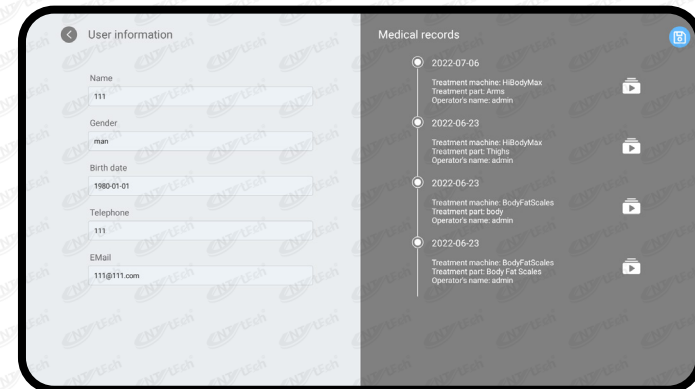 User information
Name
111
Gender
man
Birth date
1980-01-01
Telephone
111
EMail
111@111.com
Medical records
2022-07-06
Treatment machine: HiBodyMax
Treatment part: Arms
Operator's name: admin
2022-06-23
Treatment machine: HiBodyMax
Treatment part: Thighs
Operator's name: admin
2022-06-23
Treatment machine: BodyFatScales
Treatment part: body
Operator's name: admin
2022-06-23
Treatment machine: BodyFatScales
Treatment part: Body Fat Scales
Operator's name: admin